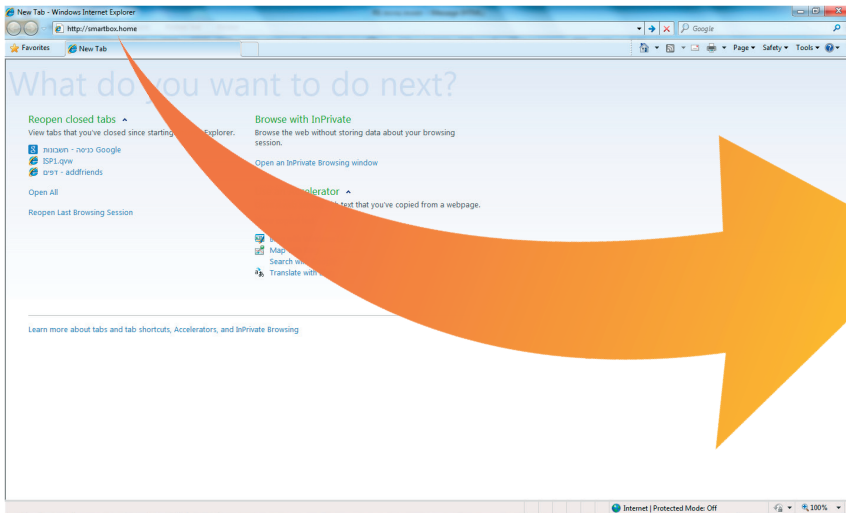 New Tab - Windows Internet Explorer
http://smartbox.home
Google
Favorites
New Tab
Page
Safety
Tools
What do you want to do next?
Reopen closed tabs
View tabs that you've closed since starting Explorer.
חשבונות - כניסה Google
ISP1.qvw
דפים - addfriends
Open All
Reopen Last Browsing Session
Browse with InPrivate
Browse the web without storing data about your browsing
session.
Open an InPrivate Browsing window
text that you've copied from a webpage.
Map
Search
Translate with
Learn more about tabs and tab shortcuts, Accelerators, and InPrivate Browsing
Internet | Protected Mode: Off
100%